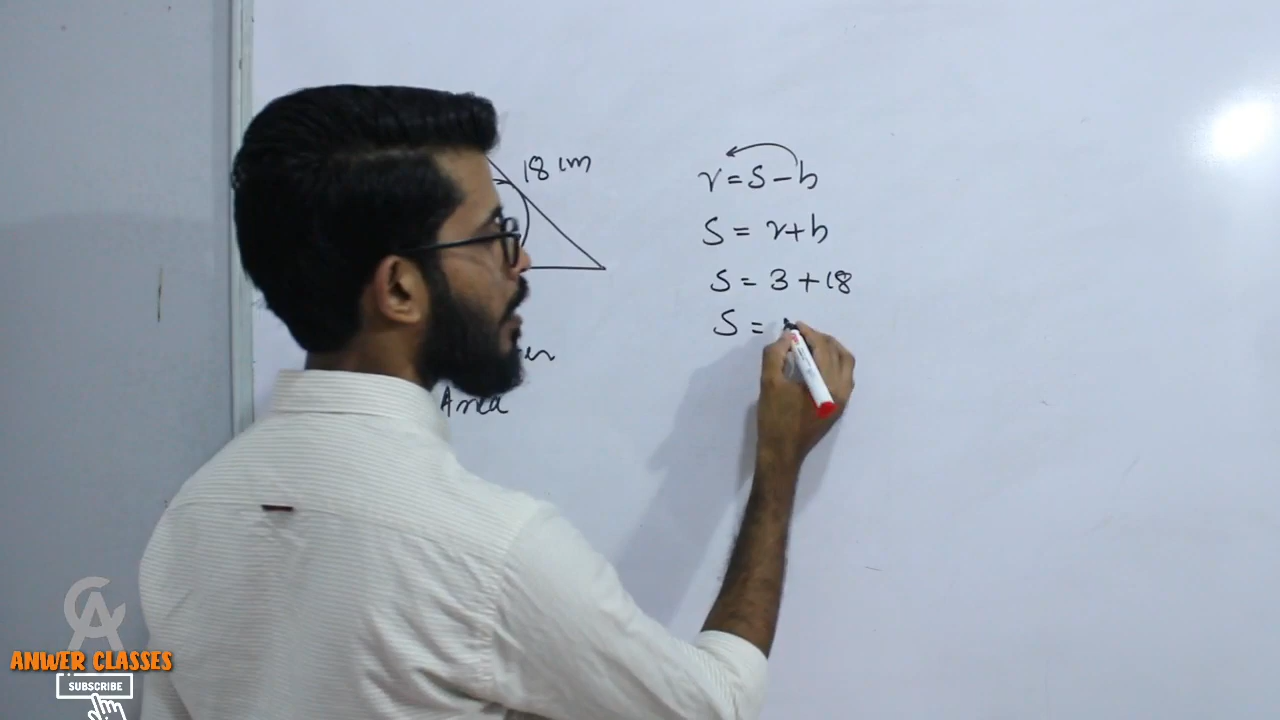 18 cm
r = S - h
S = r + h
S = 3 + 18
S =
Area
ANWER CLASSES
SUBSCRIBE